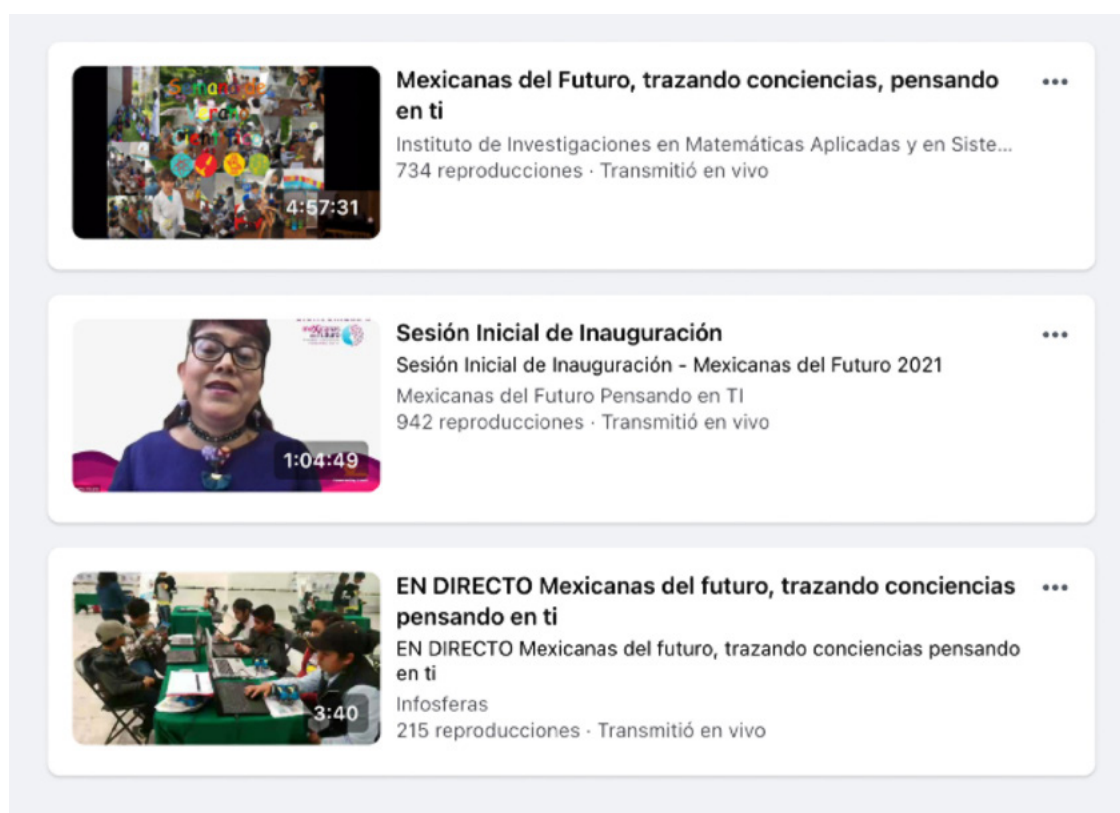 Semana de
Verano
Científico
4:57:31
Mexicanas del Futuro, trazando conciencias, pensando
en ti
Instituto de Investigaciones en Matemáticas Aplicadas y en Siste...
734 reproducciones · Transmitió en vivo
1:04:49
Sesión Inicial de Inauguración
Sesión Inicial de Inauguración - Mexicanas del Futuro 2021
Mexicanas del Futuro Pensando en TI
942 reproducciones · Transmitió en vivo
3:40
EN DIRECTO Mexicanas del futuro, trazando conciencias
pensando en ti
EN DIRECTO Mexicanas del futuro, trazando conciencias pensando
en ti
Infosferas
215 reproducciones · Transmitió en vivo